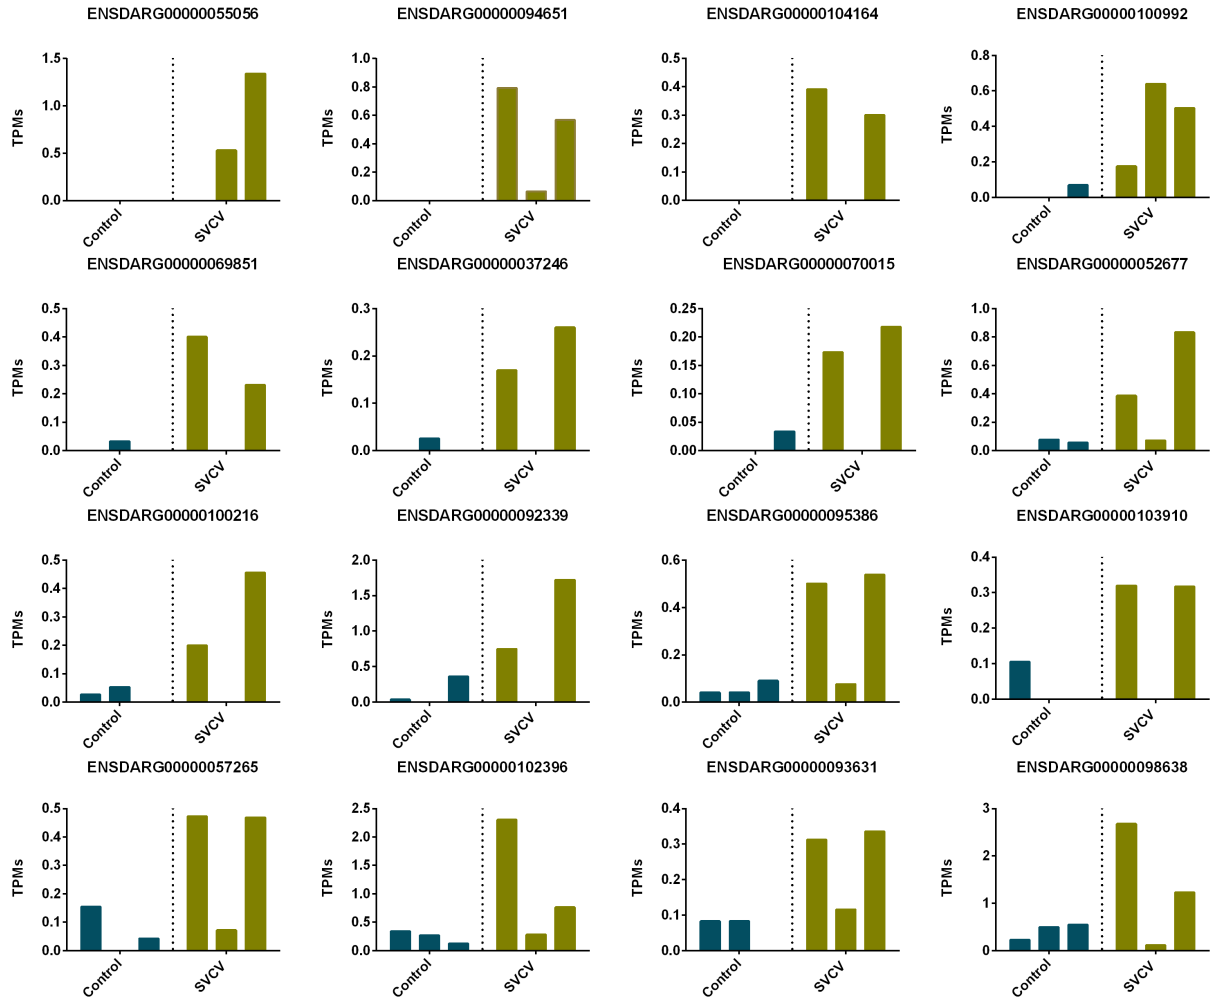 ENSDARG00000055056
1.5
1.0
0.5
0.0
TPMs
Control
SVCV
ENSDARG00000094651
1.0
0.8
0.6
0.4
0.2
0.0
TPMs
Control
SVCV
ENSDARG00000104164
0.5
0.4
0.3
0.2
0.1
0.0
TPMs
Control
SVCV
ENSDARG00000100992
0.8
0.6
0.4
0.2
0.0
TPMs
Control
SVCV
ENSDARG00000069851
0.5
0.4
0.3
0.2
0.1
0.0
TPMs
Control
SVCV
ENSDARG00000037246
0.3
0.2
0.1
0.0
TPMs
Control
SVCV
ENSDARG00000070015
0.25
0.20
0.15
0.10
0.05
0.00
TPMs
Control
SVCV
ENSDARG00000052677
1.0
0.8
0.6
0.4
0.2
0.0
TPMs
Control
SVCV
ENSDARG00000100216
0.5
0.4
0.3
0.2
0.1
0.0
TPMs
Control
SVCV
ENSDARG00000092339
2.0
1.5
1.0
0.5
0.0
TPMs
Control
SVCV
ENSDARG00000095386
0.6
0.4
0.2
0.0
TPMs
Control
SVCV
ENSDARG00000103910
0.4
0.3
0.2
0.1
0.0
TPMs
Control
SVCV
ENSDARG00000057265
0.5
0.4
0.3
0.2
0.1
0.0
TPMs
Control
SVCV
ENSDARG00000102396
2.5
2.0
1.5
1.0
0.5
0.0
TPMs
Control
SVCV
ENSDARG00000093631
0.4
0.3
0.2
0.1
0.0
TPMs
Control
SVCV
ENSDARG00000098638
3
2
1
0
TPMs
Control
SVCV